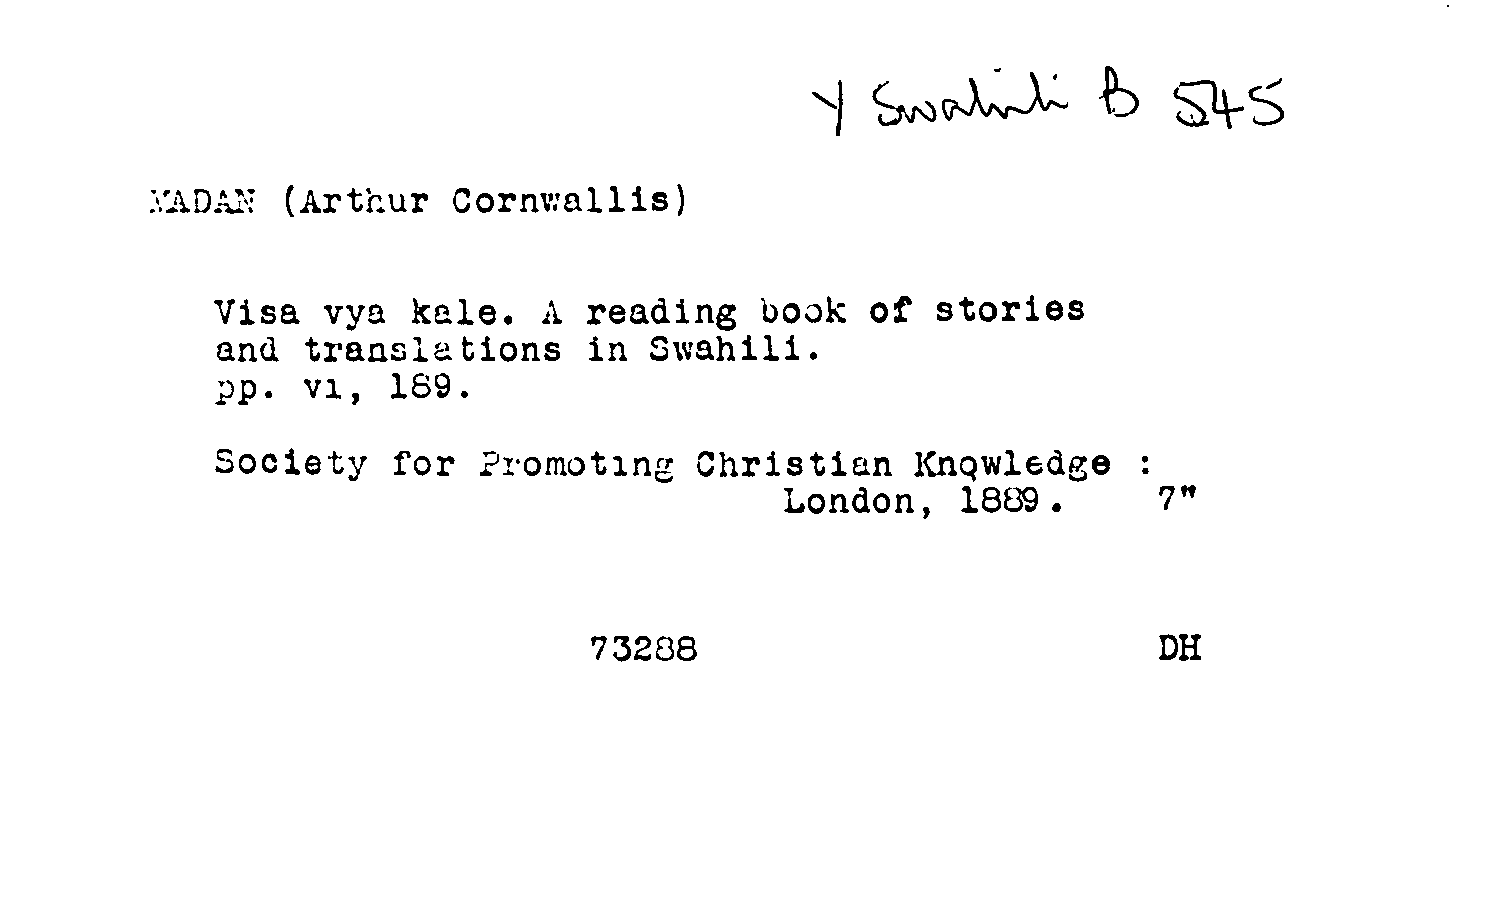 Y Swahili B 545
MADAN (Arthur Cornwallis)
Visa vya kale. A reading book of stories
and translations in Swahili.
pp. vi, 189.
Society for Promoting Christian Knowledge :
London, 1889. 7"
73288 DH